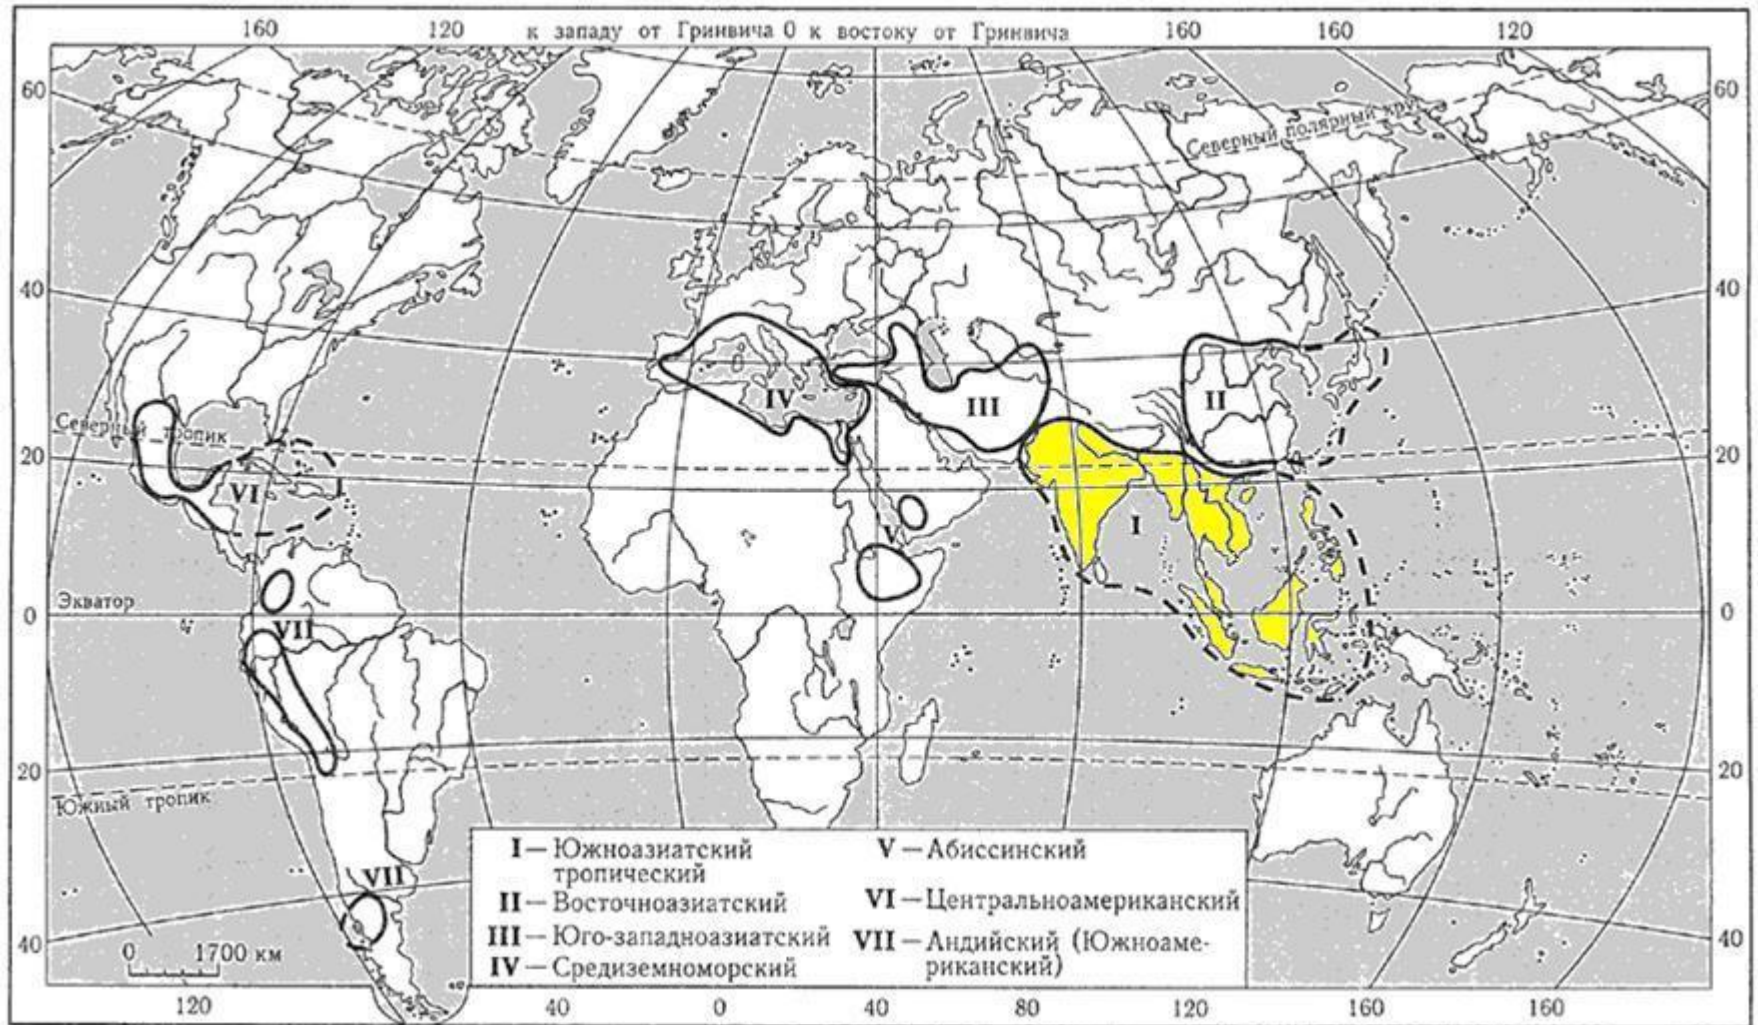 160 120 к западу от Гринвича 0 к востоку от Гринвича 160 160 120
60 60
Северный полярный круг
40 40
IV III II
Северный тропик
20 20
VI V I
Экватор
0 0
VII
20 20
Южный тропик
VII
I — Южноазиатский
тропический
II — Восточноазиатский
III — Юго-западноазиатский
IV — Средиземноморский
V — Абиссинский
VI — Центральноамериканский
VII — Андийский (Южноаме-
риканский)
40 40
0 1700 км
120 40 0 40 80 120 160 160